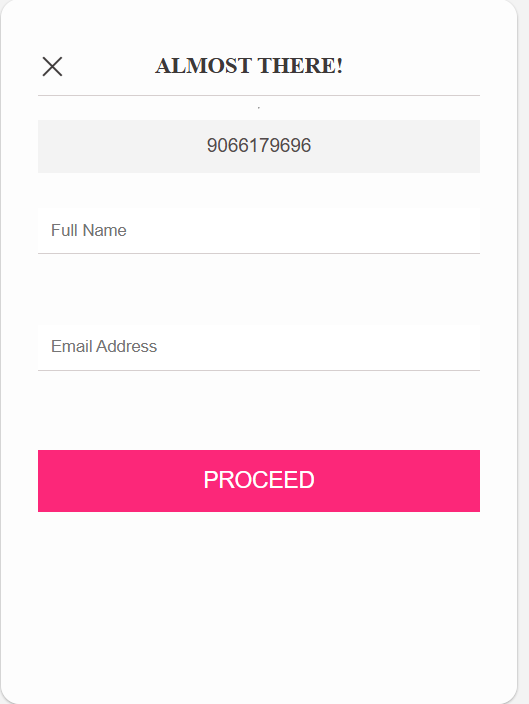 ALMOST THERE!
.
9066179696
Full Name
Email Address
PROCEED